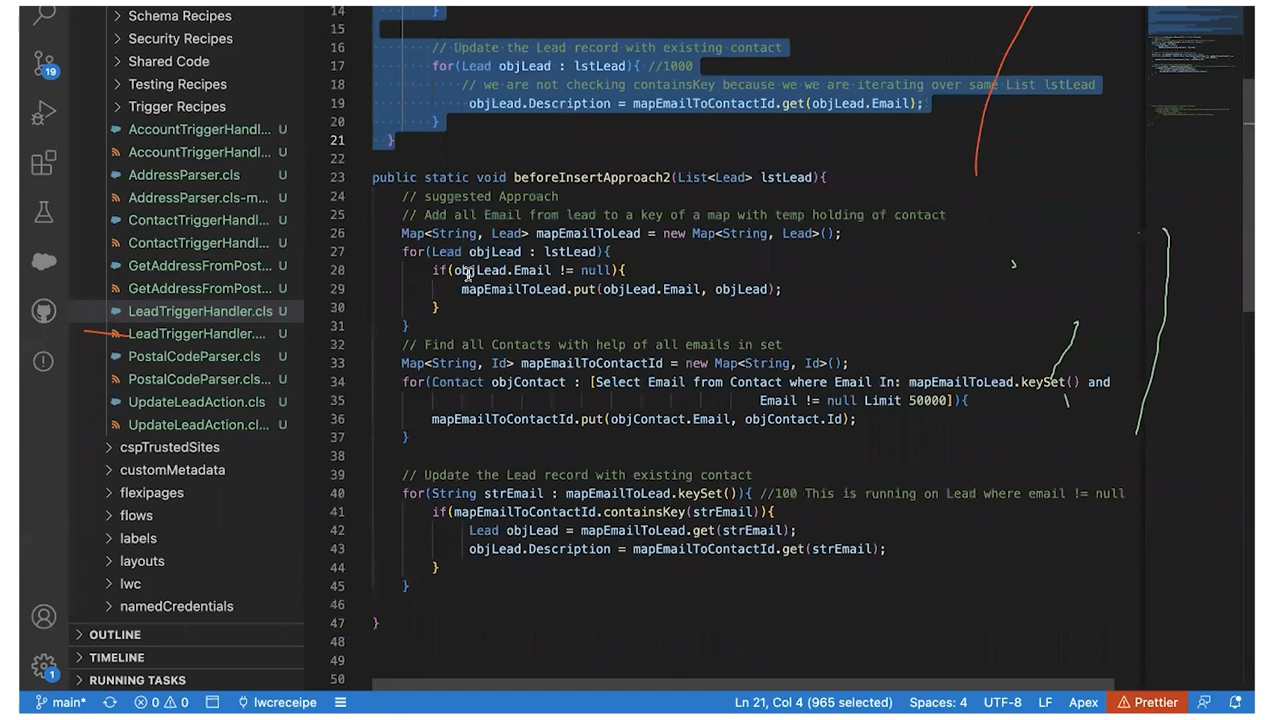 Schema Recipes
Security Recipes
Shared Code
Testing Recipes
Trigger Recipes
AccountTriggerHandl... U
AccountTriggerHandl... U
AddressParser.cls U
AddressParser.cls-m... U
ContactTriggerHandl... U
ContactTriggerHandl... U
GetAddressFromPost... U
GetAddressFromPost... U
LeadTriggerHandler.cls U
LeadTriggerHandler.... U
PostalCodeParser.cls U
PostalCodeParser.cls... U
UpdateLeadAction.cls U
UpdateLeadAction.cl... U
cspTrustedSites
customMetadata
flexipages
flows
labels
layouts
lwc
namedCredentials
OUTLINE
TIMELINE
RUNNING TASKS
19
1
14 }
15
16 // Update the Lead record with existing contact
17 for(Lead objLead : lstLead){ //1000
18 // we are not checking containsKey because we we are iterating over same List lstLead
19 objLead.Description = mapEmailToContactId.get(objLead.Email);
20 }
21 }
22
23 public static void beforeInsertApproach2(List<Lead> lstLead){
24 // suggested Approach
25 // Add all Email from lead to a key of a map with temp holding of contact
26 Map<String, Lead> mapEmailToLead = new Map<String, Lead>();
27 for(Lead objLead : lstLead){
28 if(objLead.Email != null){
29 mapEmailToLead.put(objLead.Email, objLead);
30 }
31 }
32 // Find all Contacts with help of all emails in set
33 Map<String, Id> mapEmailToContactId = new Map<String, Id>();
34 for(Contact objContact : [Select Email from Contact where Email In: mapEmailToLead.keySet() and
35 Email != null Limit 50000]){
36 mapEmailToContactId.put(objContact.Email, objContact.Id);
37 }
38
39 // Update the Lead record with existing contact
40 for(String strEmail : mapEmailToLead.keySet()){ //100 This is running on Lead where email != null
41 if(mapEmailToContactId.containsKey(strEmail)){
42 Lead objLead = mapEmailToLead.get(strEmail);
43 objLead.Description = mapEmailToContactId.get(strEmail);
44 }
45 }
46
47 }
48
49
50
main* 0 0 lwcreceipe Ln 21, Col 4 (965 selected) Spaces: 4 UTF-8 LF Apex Prettier